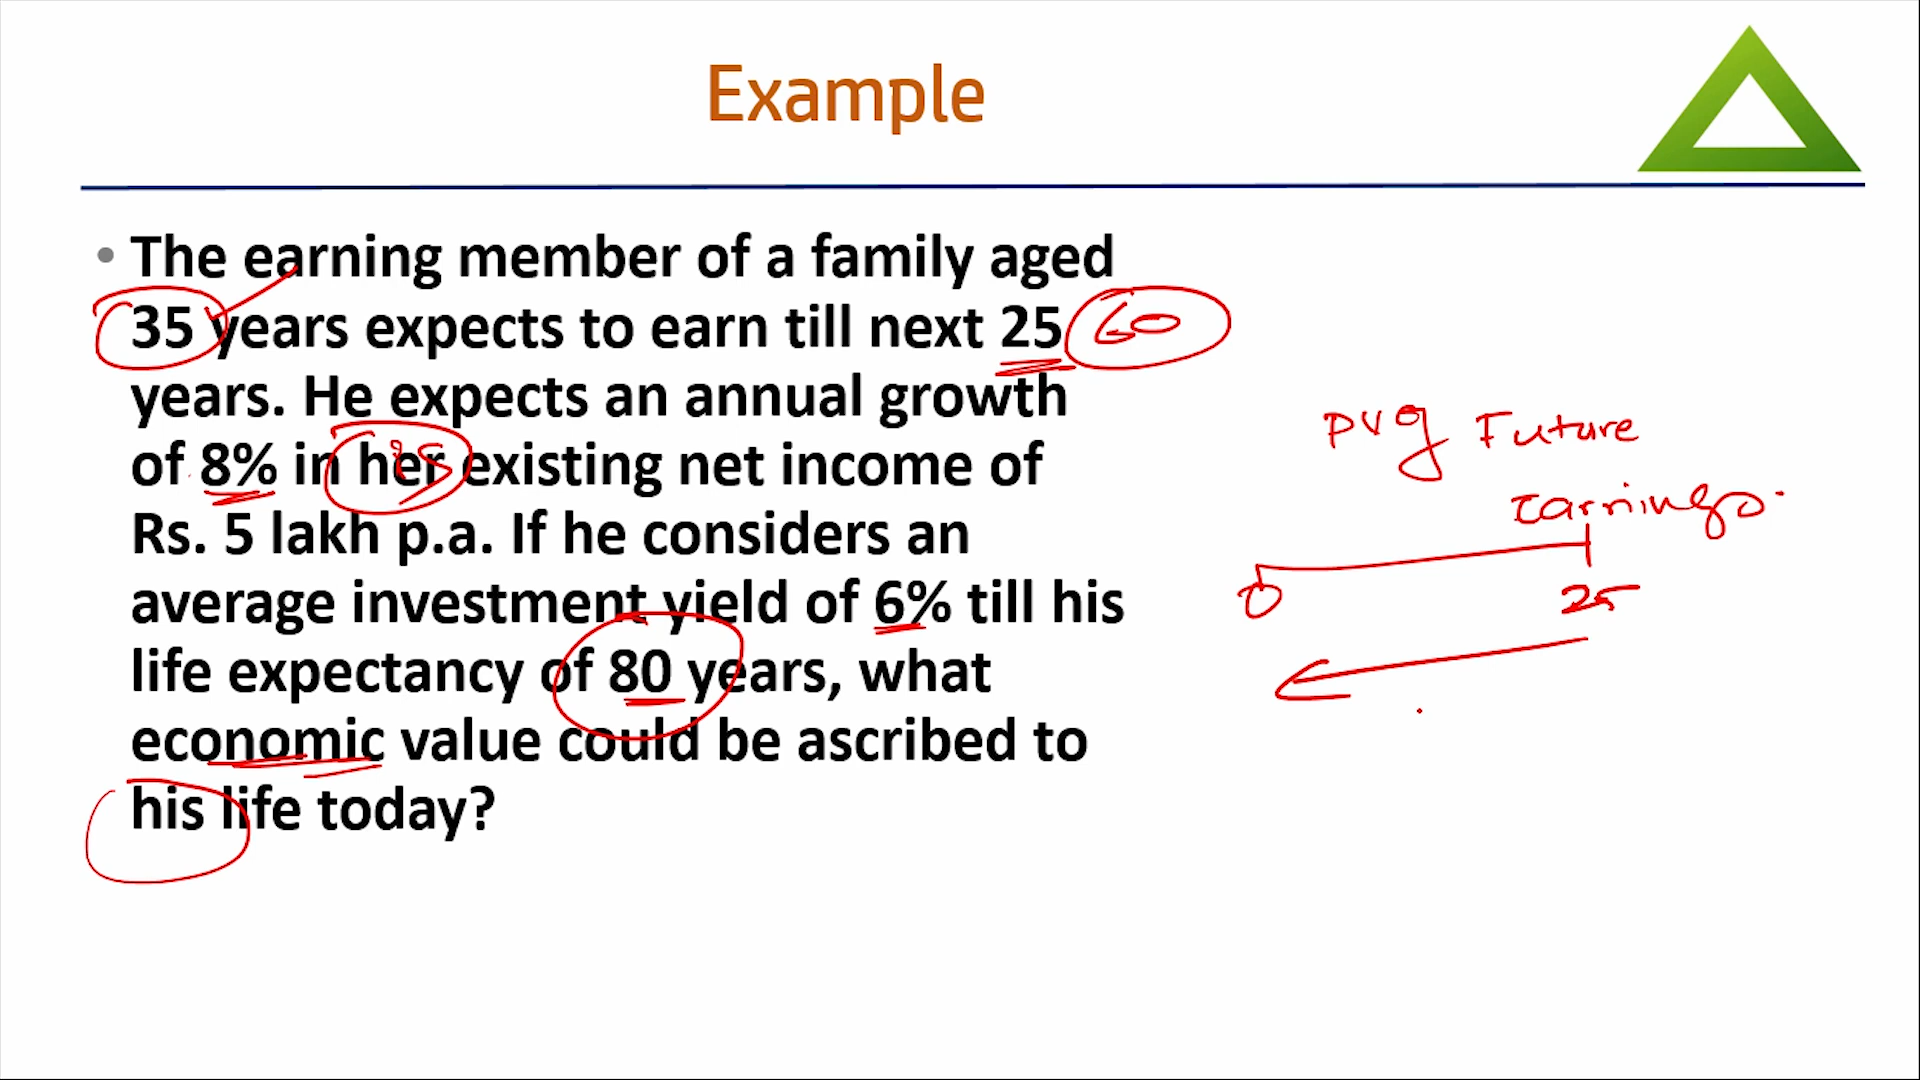 Example
• The earning member of a family aged
35 years expects to earn till next 25 60
years. He expects an annual growth
of 8% in her existing net income of
Rs. 5 lakh p.a. If he considers an
average investment yield of 6% till his
life expectancy of 80 years, what
economic value could be ascribed to
his life today?
PVof Future
Earnings.
0 25